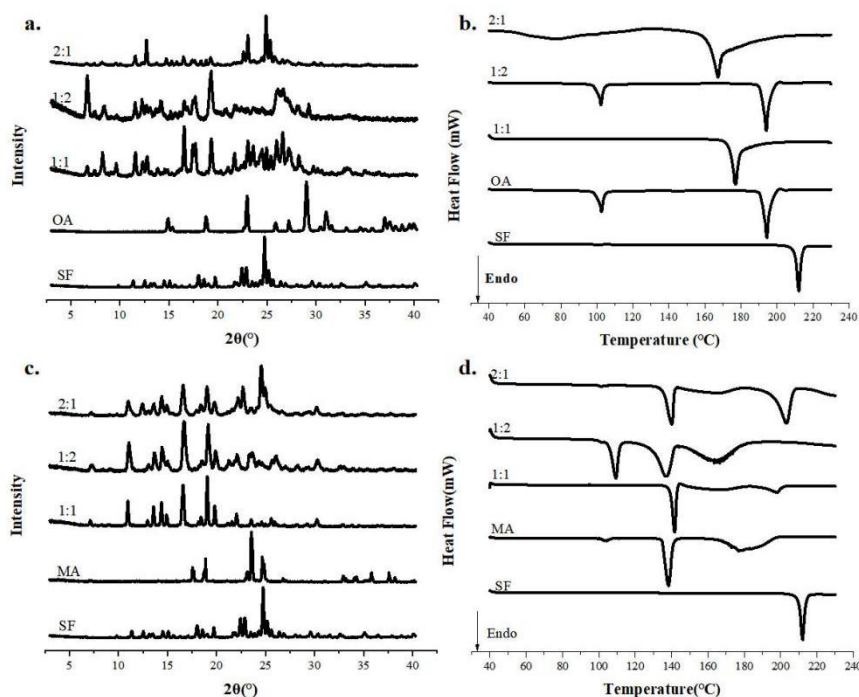 a.
2:1
1:2
1:1
OA
SF
Intensity
5 10 15 20 25 30 35 40
2θ(°)
b.
2:1
1:2
1:1
OA
SF
Endo
Heat Flow (mW)
40 60 80 100 120 140 160 180 200 220 240
Temperature (°C)
c.
2:1
1:2
1:1
MA
SF
Intensity
5 10 15 20 25 30 35 40
2θ(°)
d.
2:1
1:2
1:1
MA
SF
Endo
Heat Flow(mW)
40 60 80 100 120 140 160 180 200 220 240
Temperature(°C)